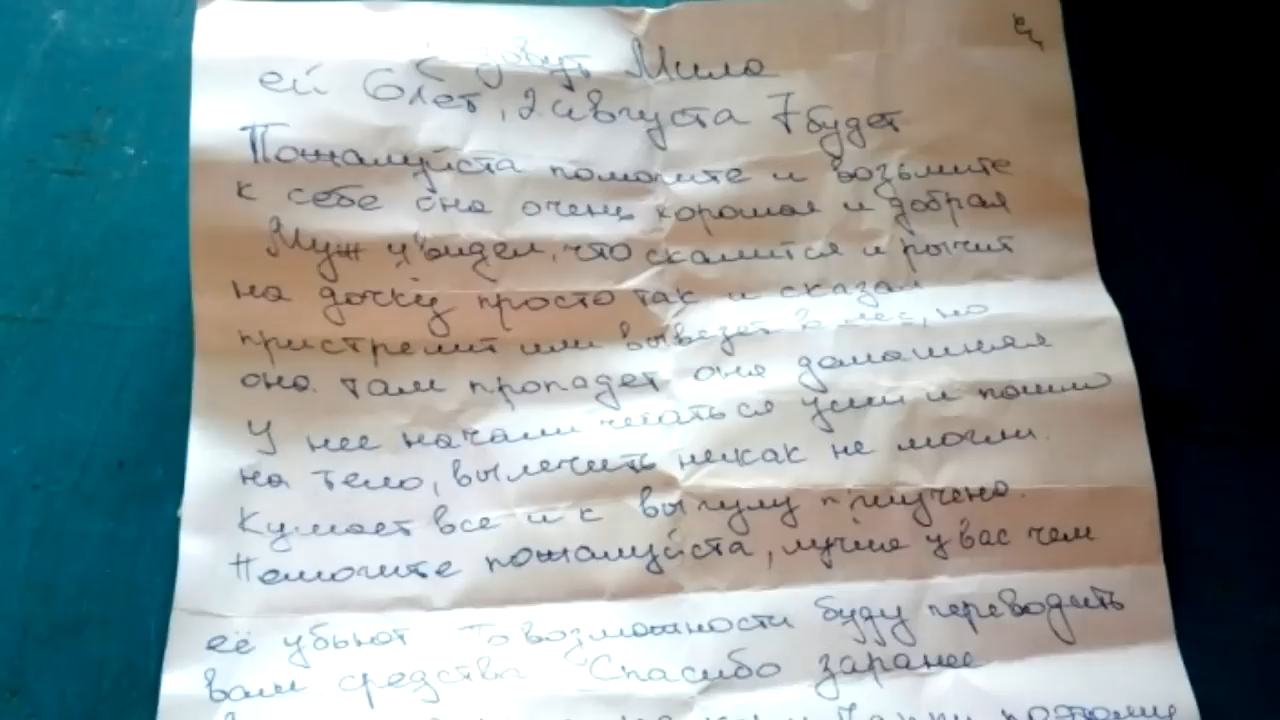 зовут Мила
ей 6 лет, 2 августа 7 будет
Пожалуйста помогите и возьмите
к себе она очень хорошая и добрая
Муж увидел, что скалится и рычит
на дочку просто так и сказал
пристрелит или вывезет в лес, но
она там пропадет она домашняя
У нее начали чесаться уши и пошло
на тело, вылечить никак не могли.
Кушает все и к выгулу приучена.
Помогите пожалуйста, лучше у вас чем
её убьют По возможности буду переводить
вам средства Спасибо заранее